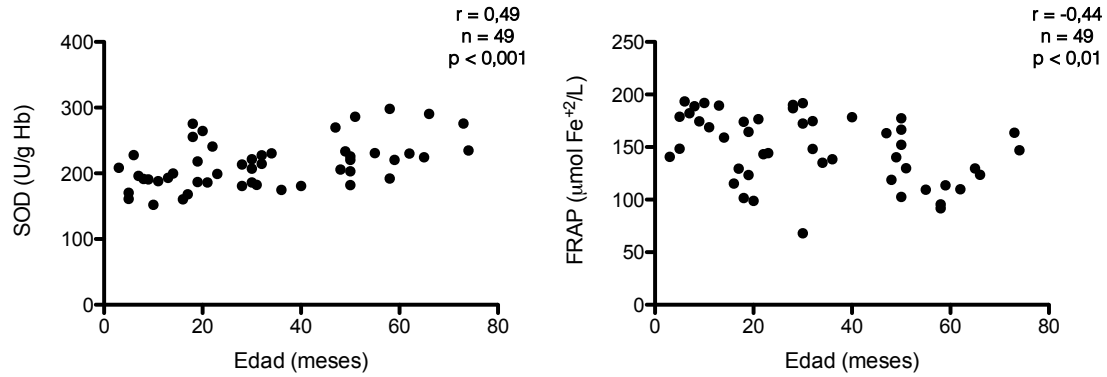 r = 0,49
n = 49
p < 0,001
400
300
200
100
0
SOD (U/g Hb)
0 20 40 60 80
Edad (meses)
r = -0,44
n = 49
p < 0,01
250
200
150
100
50
0
FRAP (μmol Fe⁺²/L)
0 20 40 60 80
Edad (meses)